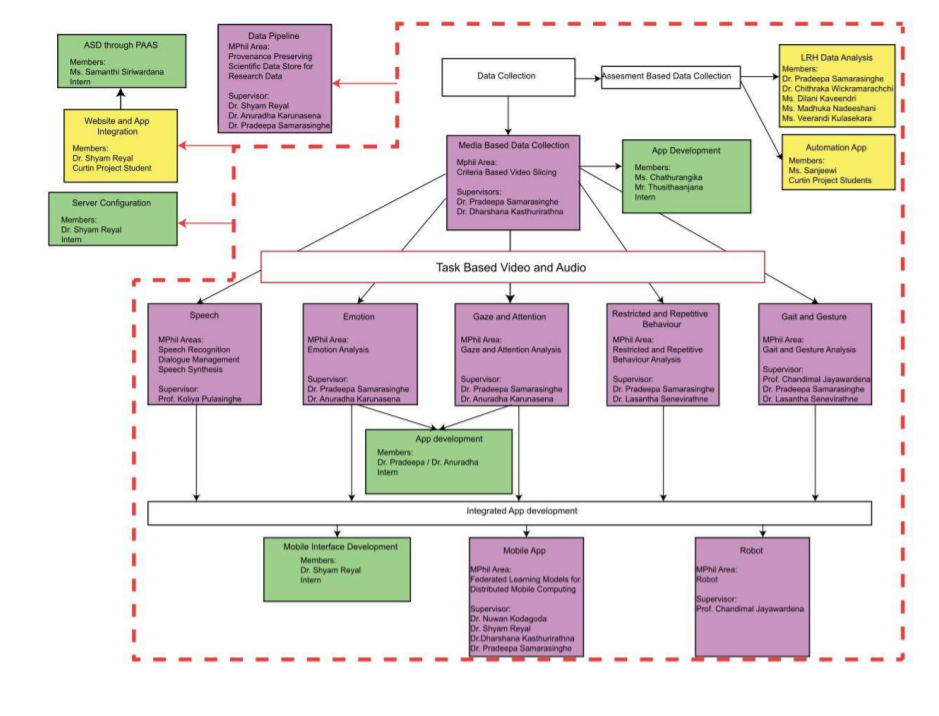 ASD through PAAS
Members:
Ms. Samanthi Siriwardana
Intern
Data Pipeline
MPhil Area:
Provenance Preserving
Scientific Data Store for
Research Data
Supervisor:
Dr. Shyam Reyal
Dr. Anuradha Karunasena
Dr. Pradeepa Samarasinghe
Data Collection
Assesment Based Data Collection
LRH Data Analysis
Members:
Dr. Pradeepa Samarasinghe
Dr. Chithraka Wickramarachchi
Ms. Dilani Kaveendri
Ms. Madhuka Nadeeshani
Ms. Veerandi Kulasekara
Website and App
Integration
Members:
Dr. Shyam Reyal
Curtin Project Student
Media Based Data Collection
Mphil Area:
Criteria Based Video Slicing
Supervisors:
Dr. Pradeepa Samarasinghe
Dr. Dharshana Kasthurirathna
App Development
Members:
Ms. Chathurangika
Mr. Thusithaanjana
Intern
Automation App
Members:
Ms. Sanjeewi
Curtin Project Students
Server Configuration
Members:
Dr. Shyam Reyal
Intern
Task Based Video and Audio
Speech
MPhil Areas:
Speech Recognition
Dialogue Management
Speech Synthesis
Supervisor:
Prof. Koliya Pulasinghe
Emotion
MPhil Area:
Emotion Analysis
Supervisor:
Dr. Pradeepa Samarasinghe
Dr. Anuradha Karunasena
Gaze and Attention
MPhil Area:
Gaze and Attention Analysis
Supervisor:
Dr. Pradeepa Samarasinghe
Dr. Anuradha Karunasena
Restricted and Repetitive
Behaviour
MPhil Area:
Restricted and Repetitive
Behaviour Analysis
Supervisor:
Dr. Pradeepa Samarasinghe
Dr. Lasantha Senevirathne
Gait and Gesture
MPhil Area:
Gait and Gesture Analysis
Supervisor:
Prof. Chandimal Jayawardena
Dr. Pradeepa Samarasinghe
Dr. Lasantha Senevirathne
App development
Members:
Dr. Pradeepa / Dr. Anuradha
Intern
Integrated App development
Mobile Interface Development
Members:
Dr. Shyam Reyal
Intern
Mobile App
MPhil Area:
Federated Learning Models for
Distributed Mobile Computing
Supervisor:
Dr. Nuwan Kodagoda
Dr. Shyam Reyal
Dr.Dharshana Kasthurirathna
Dr. Pradeepa Samarasinghe
Robot
MPhil Area:
Robot
Supervisor:
Prof. Chandimal Jayawardena